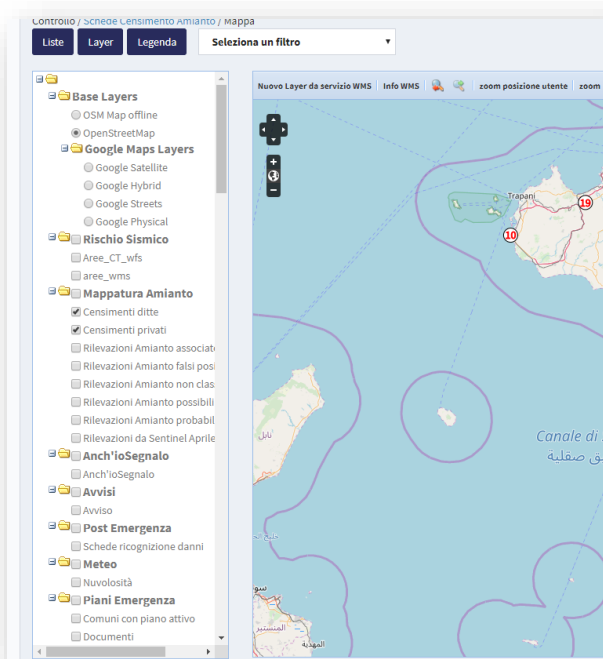 Controllo / Schede Censimento Amianto / Mappa
Liste
Layer
Legenda
Seleziona un filtro
Nuovo Layer da servizio WMS
Info WMS
zoom posizione utente
zoom
Base Layers
OSM Map offline
OpenStreetMap
Google Maps Layers
Google Satellite
Google Hybrid
Google Streets
Google Physical
Rischio Sismico
Aree_CT_wfs
aree_wms
Mappatura Amianto
Censimenti ditte
Censimenti privati
Rilevazioni Amianto associat
Rilevazioni Amianto falsi pos
Rilevazioni Amianto non clas
Rilevazioni Amianto possibili
Rilevazioni Amianto probabil
Rilevazioni da Sentinel Aprile
Anch'ioSegnalo
Anch'ioSegnalo
Avvisi
Avviso
Post Emergenza
Schede ricognizione danni
Meteo
Nuvolosità
Piani Emergenza
Comuni con piano attivo
Documenti
Trapani
19
10
نابل
Canale di
ق صقلية
المنستير
المهدية